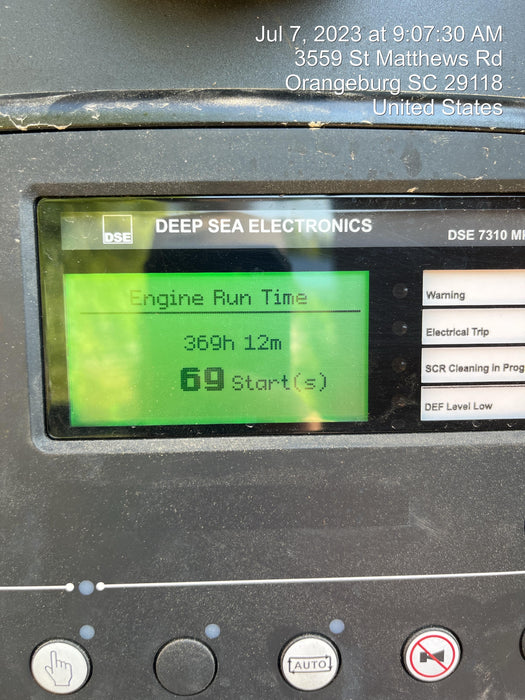 Jul 7, 2023 at 9:07:30 AM
3559 St Matthews Rd
Orangeburg SC 29118
United States
DSE
DEEP SEA ELECTRONICS
DSE 7310
Engine Run Time
369h 12m
69 Start(s)
Warning
Electrical Trip
SCR Cleaning in Prog
DEF Level Low
AUTO